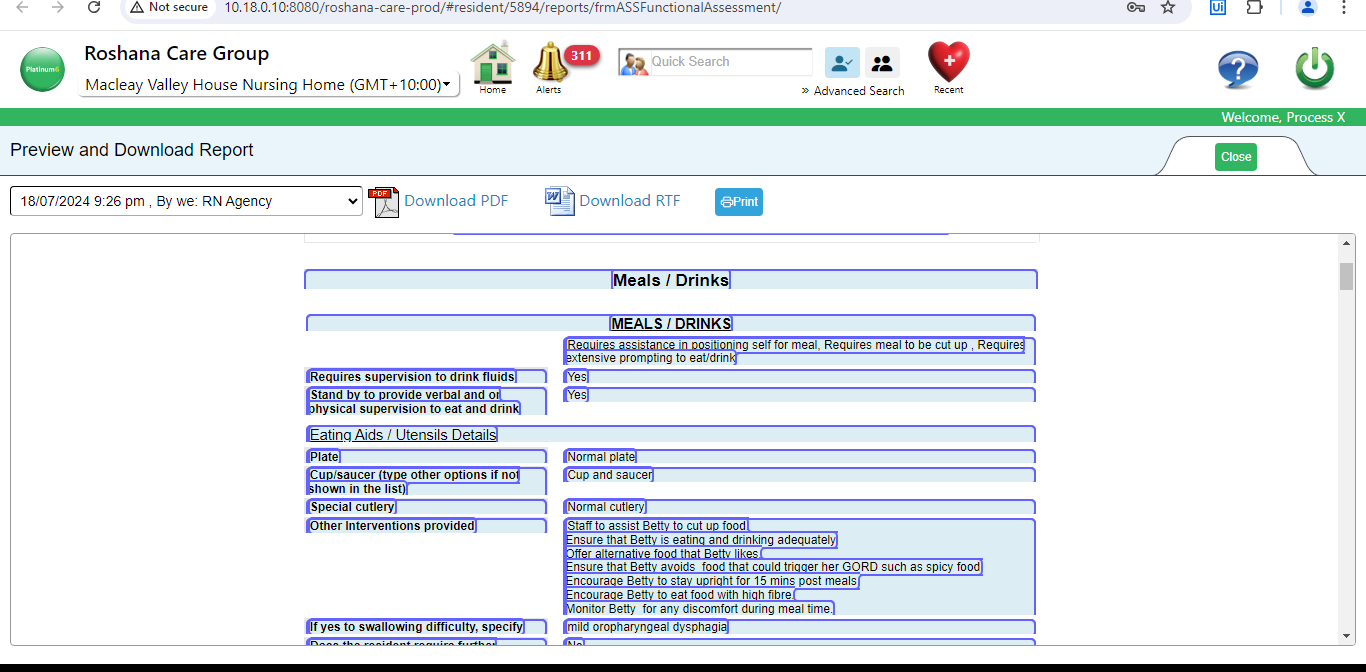 Not secure 10.18.0.10:8080/roshana-care-prod/#resident/5894/reports/frmASSFunctionalAssessment/
Platinum6
Roshana Care Group
Macleay Valley House Nursing Home (GMT+10:00)
Home
Alerts
311
Quick Search
» Advanced Search
Recent
Welcome, Process X
Preview and Download Report
Close
18/07/2024 9:26 pm , By we: RN Agency
PDF Download PDF
W Download RTF
Print
Meals / Drinks
MEALS / DRINKS
Requires assistance in positioning self for meal, Requires meal to be cut up , Requires
extensive prompting to eat/drink
Requires supervision to drink fluids Yes
Stand by to provide verbal and or Yes
physical supervision to eat and drink
Eating Aids / Utensils Details
Plate Normal plate
Cup/saucer (type other options if not Cup and saucer
shown in the list)
Special cutlery Normal cutlery
Other Interventions provided Staff to assist Betty to cut up food
Ensure that Betty is eating and drinking adequately
Offer alternative food that Betty likes.
Ensure that Betty avoids food that could trigger her GORD such as spicy food
Encourage Betty to stay upright for 15 mins post meals
Encourage Betty to eat food with high fibre.
Monitor Betty for any discomfort during meal time.
If yes to swallowing difficulty, specify mild oropharyngeal dysphagia
Does the resident require further No